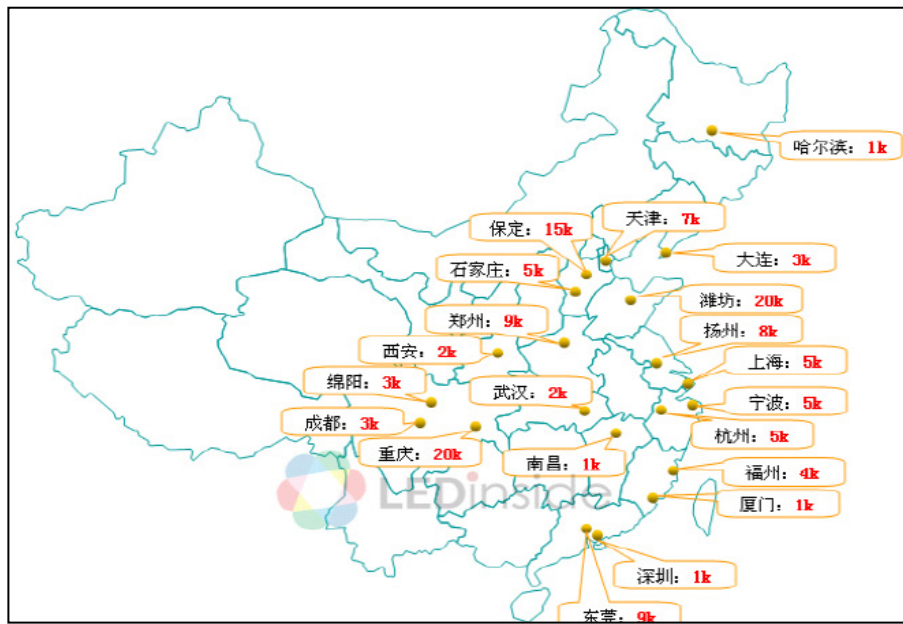 哈尔滨: 1k
天津: 7k
保定: 15k
大连: 3k
石家庄: 5k
潍坊: 20k
郑州: 9k
扬州: 8k
西安: 2k
上海: 5k
绵阳: 3k
武汉: 2k
宁波: 5k
成都: 3k
杭州: 5k
重庆: 20k
南昌: 1k
福州: 4k
LEDinside
厦门: 1k
深圳: 1k
东莞: 9k